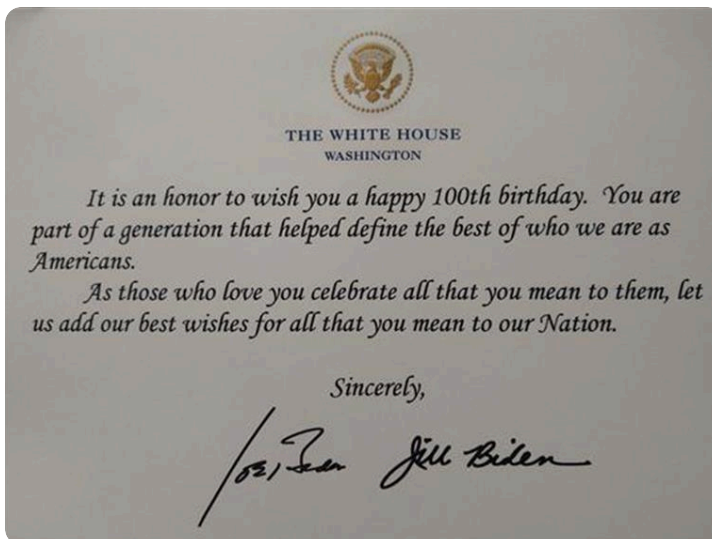 THE WHITE HOUSE
WASHINGTON
It is an honor to wish you a happy 100th birthday. You are
part of a generation that helped define the best of who we are as
Americans.
As those who love you celebrate all that you mean to them, let
us add our best wishes for all that you mean to our Nation.
Sincerely,
Joe Biden Jill Biden